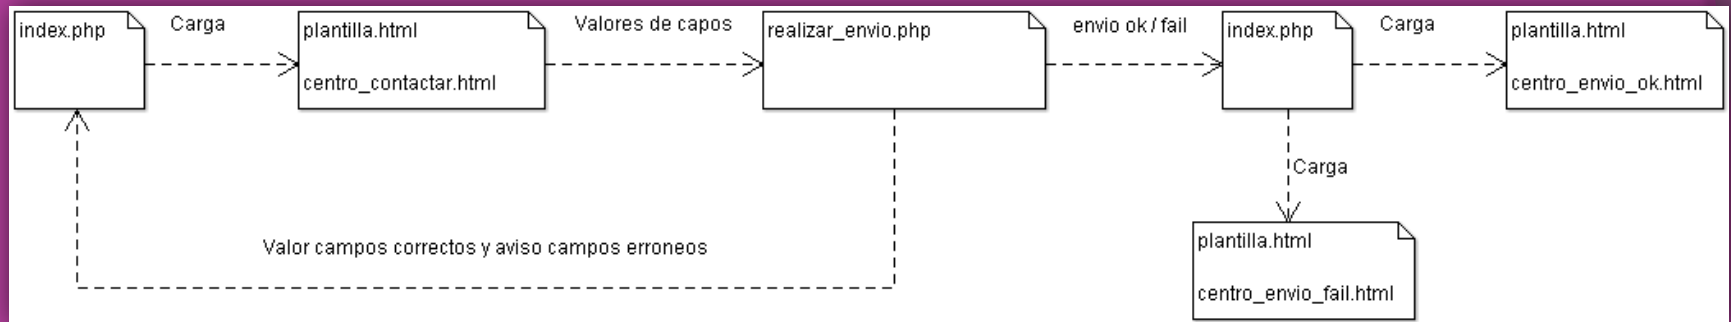 index.php
Carga
plantilla.html
centro_contactar.html
Valores de capos
realizar_envio.php
envio ok / fail
index.php
Carga
plantilla.html
centro_envio_ok.html
Carga
plantilla.html
centro_envio_fail.html
Valor campos correctos y aviso campos erroneos